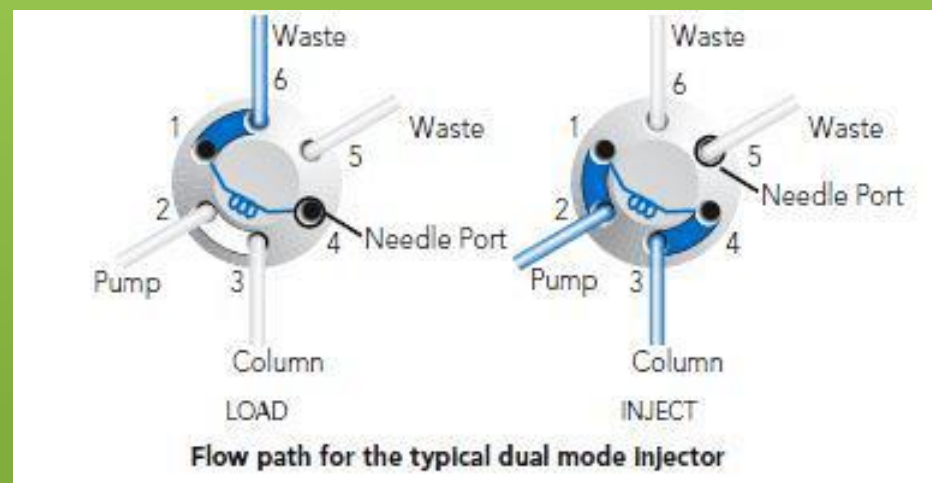 Waste
6
1
Waste
5
2
4
Needle Port
Pump
3
Column
LOAD
Waste
6
1
Waste
5
Needle Port
2
4
Pump
3
Column
INJECT
Flow path for the typical dual mode injector